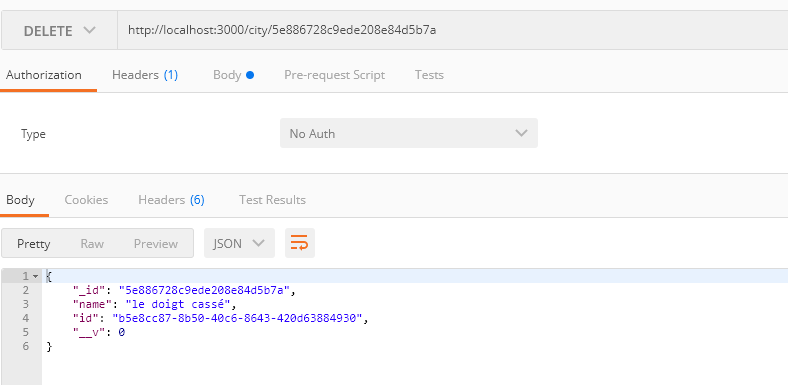 DELETE http://localhost:3000/city/5e886728c9ede208e84d5b7a
Authorization Headers (1) Body Pre-request Script Tests
Type No Auth
Body Cookies Headers (6) Test Results
Pretty Raw Preview JSON
1 {
2 "_id": "5e886728c9ede208e84d5b7a",
3 "name": "le doigt cassé",
4 "id": "b5e8cc87-8b50-40c6-8643-420d63884930",
5 "__v": 0
6 }